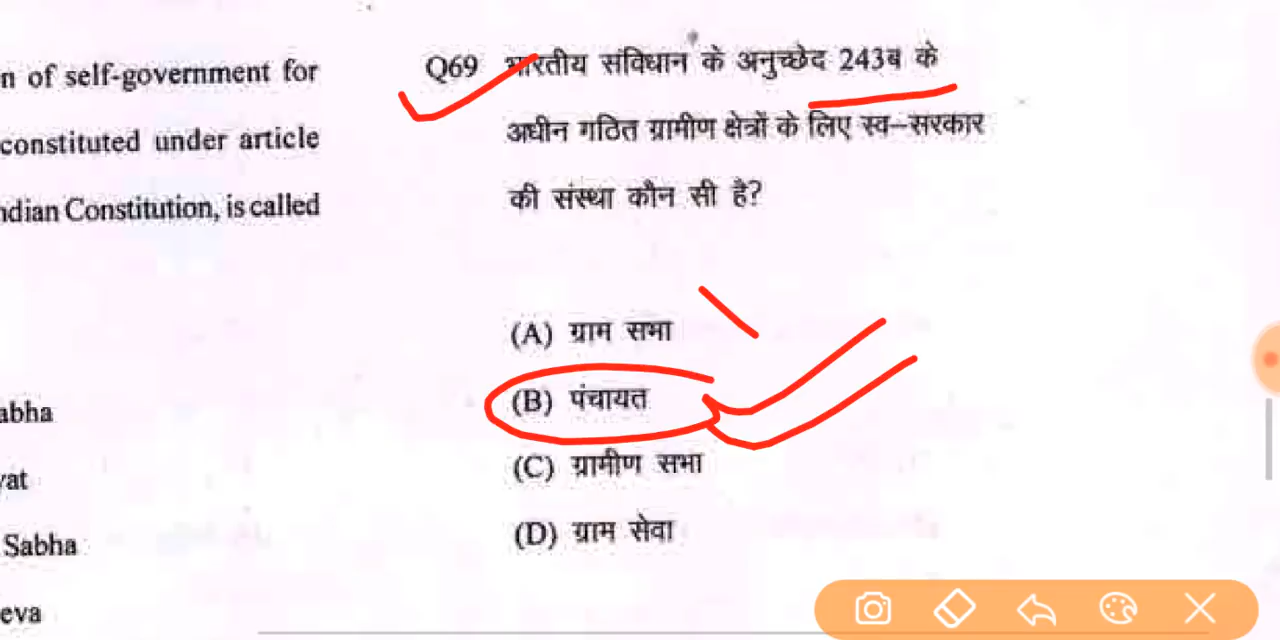 n of self-government for
constituted under article
ndian Constitution, is called
abha
yat
Sabha
eva
Q69 भारतीय संविधान के अनुच्छेद 243ब के
अधीन गठित ग्रामीण क्षेत्रों के लिए स्व-सरकार
की संस्था कौन सी है?
(A) ग्राम सभा
(B) पंचायत
(C) ग्रामीण सभा
(D) ग्राम सेवा